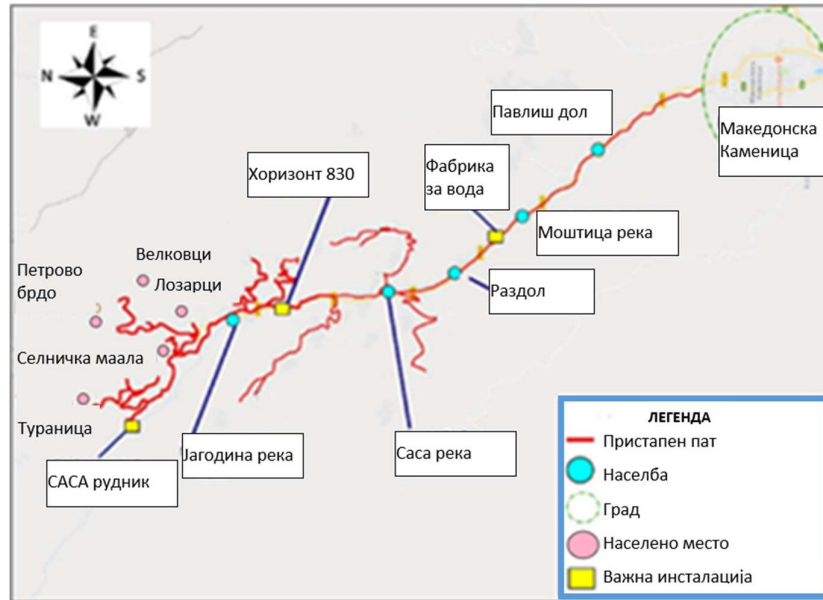 E
N
S
W
Павлиш дол
Македонска
Каменица
Фабрика
за вода
Хоризонт 830
Моштица река
Велковци
Петрово
брдо
Лозарци
Раздол
Селничка маала
Тураница
САСА рудник
Јагодина река
Саса река
ЛЕГЕНДА
Пристапен пат
Населба
Град
Населено место
Важна инсталација